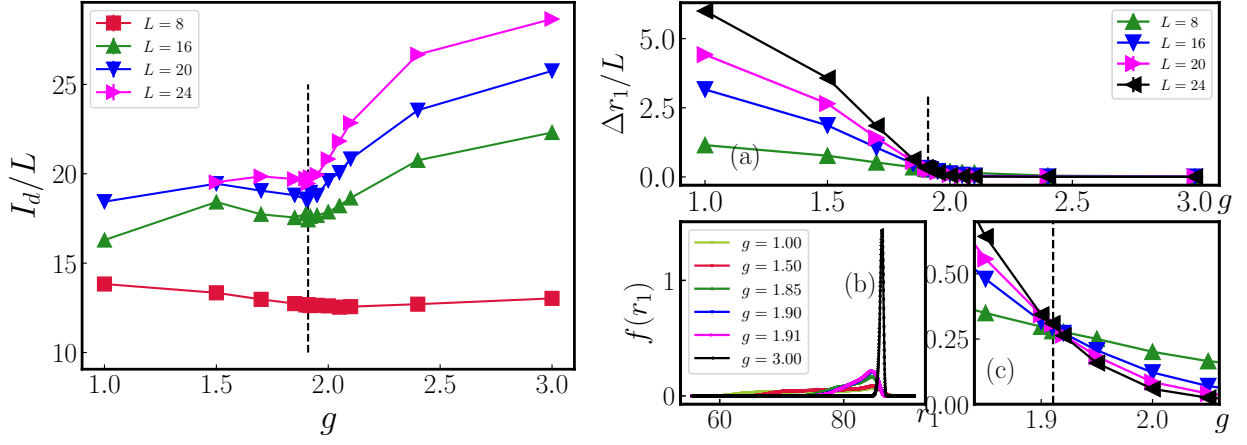 I_d/L
25
20
15
10
L = 8
L = 16
L = 20
L = 24
1.0 1.5 2.0 2.5 3.0
g
Δr₁/L
5.0
2.5
0.0
(a)
L = 8
L = 16
L = 20
L = 24
1.0 1.5 2.0 2.5 3.0 g
f(r₁)
1
0
g = 1.00
g = 1.50
g = 1.85
g = 1.90
g = 1.91
g = 3.00
(b)
60 80 r₁
0.50
0.25
0.00
(c)
1.9 2.0 g